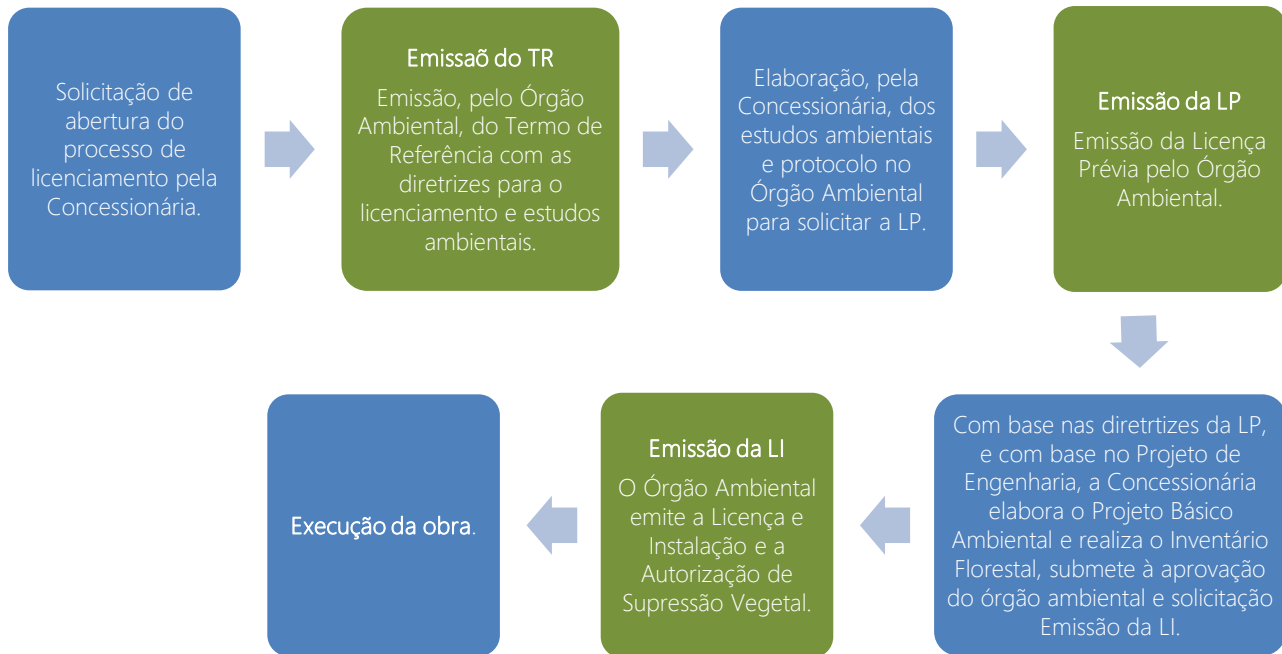 Solicitação de
abertura do
processo de
licenciamento pela
Concessionária.
Emissaõ do TR
Emissão, pelo Órgão
Ambiental, do Termo de
Referência com as
diretrizes para o
licenciamento e estudos
ambientais.
Elaboração, pela
Concessionária, dos
estudos ambientais
e protocolo no
Órgão Ambiental
para solicitar a LP.
Emissão da LP
Emissão da Licença
Prévia pelo Órgão
Ambiental.
Com base nas diretrtizes da LP,
e com base no Projeto de
Engenharia, a Concessionária
elabora o Projeto Básico
Ambiental e realiza o Inventário
Florestal, submete à aprovação
do órgão ambiental e solicitação
Emissão da LI.
Emissão da LI
O Órgão Ambiental
emite a Licença e
Instalação e a
Autorização de
Supressão Vegetal.
Execução da obra.